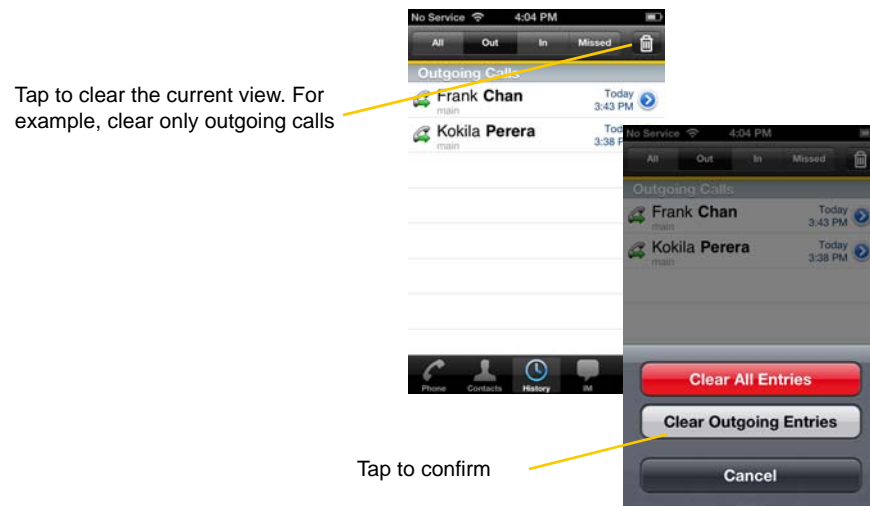 No Service 4:04 PM
All Out In Missed
Outgoing Calls
Tap to clear the current view. For
example, clear only outgoing calls
Frank Chan Today
main 3:43 PM
Kokila Perera Tod
main 3:38 P
No Service 4:04 PM
All Out In Missed
Outgoing Calls
Frank Chan Today
main 3:43 PM
Kokila Perera Today
main 3:38 PM
Phone Contacts History IM
Clear All Entries
Clear Outgoing Entries
Tap to confirm
Cancel